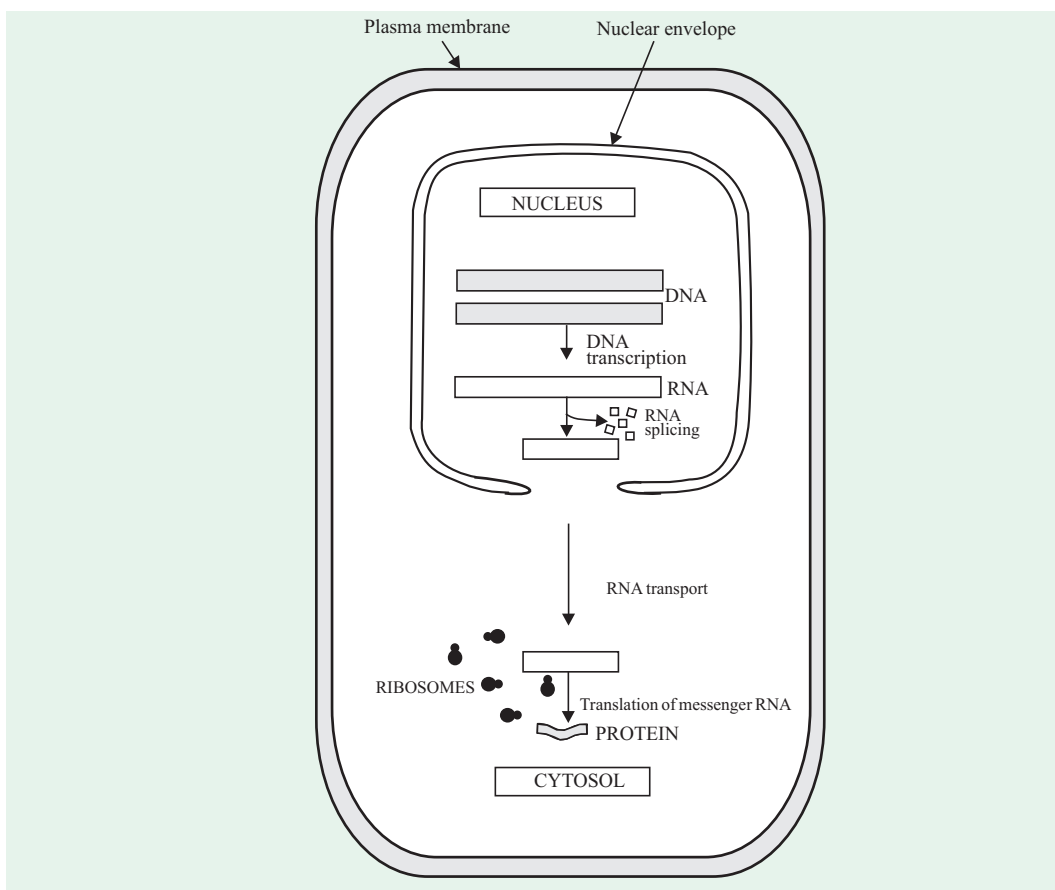 Plasma membrane
Nuclear envelope
NUCLEUS
DNA
DNA
transcription
RNA
RNA
splicing
RNA transport
RIBOSOMES
Translation of messenger RNA
PROTEIN
CYTOSOL